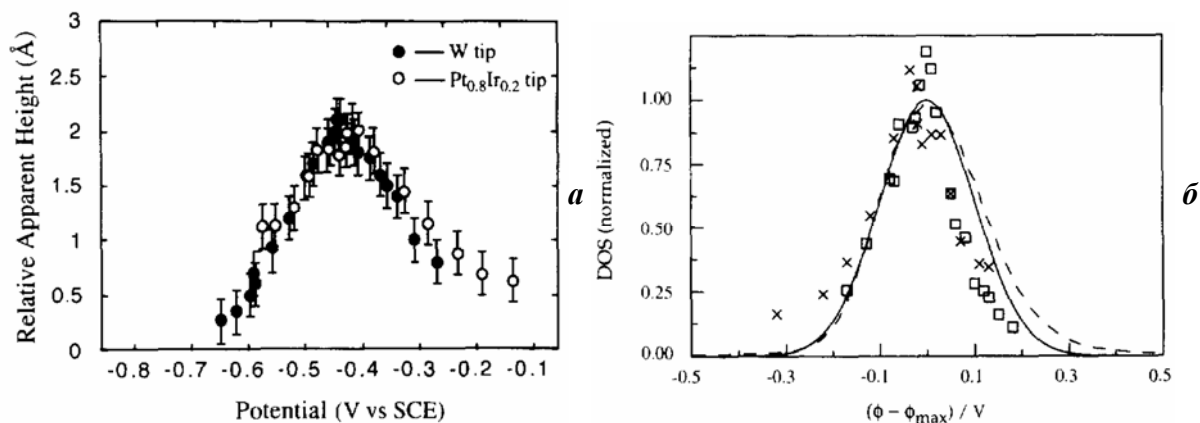 3
2.5
2
1.5
1
0.5
0
Relative Apparent Height (Å)
W tip
Pt0.8Ir0.2 tip
-0.8 -0.7 -0.6 -0.5 -0.4 -0.3 -0.2 -0.1
Potential (V vs SCE)
а
1.00
0.75
0.50
0.25
0.00
DOS (normalized)
-0.5 -0.3 -0.1 0.1 0.3 0.5
(ϕ – ϕmax) / V
б